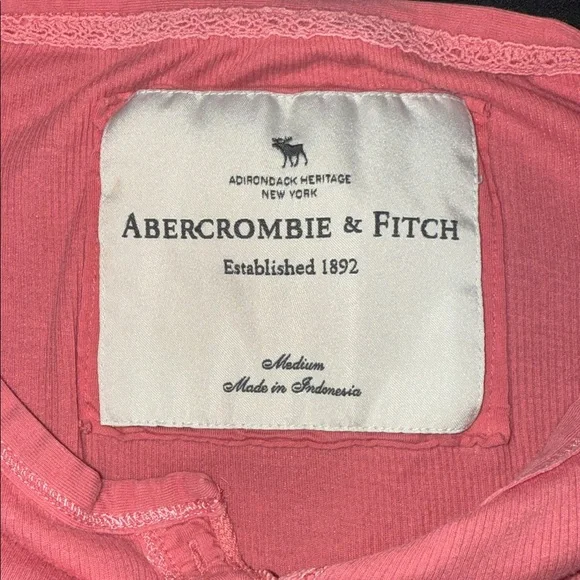 ADIRONDACK HERITAGE
NEW YORK
ABERCROMBIE & FITCH
Established 1892
Medium
Made in Indonesia